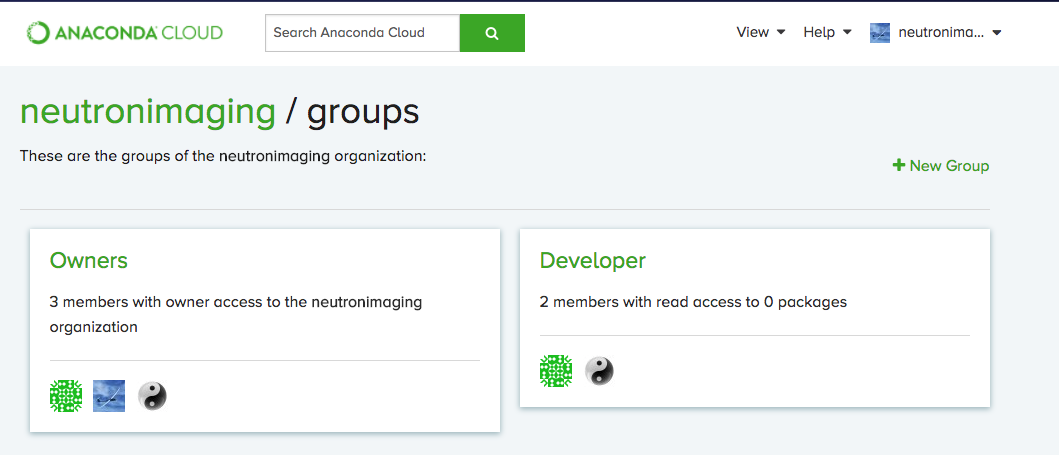 ANACONDA CLOUD
Search Anaconda Cloud
View
Help
neutronima...
neutronimaging / groups
These are the groups of the neutronimaging organization:
New Group
Owners
3 members with owner access to the neutronimaging
organization
Developer
2 members with read access to 0 packages